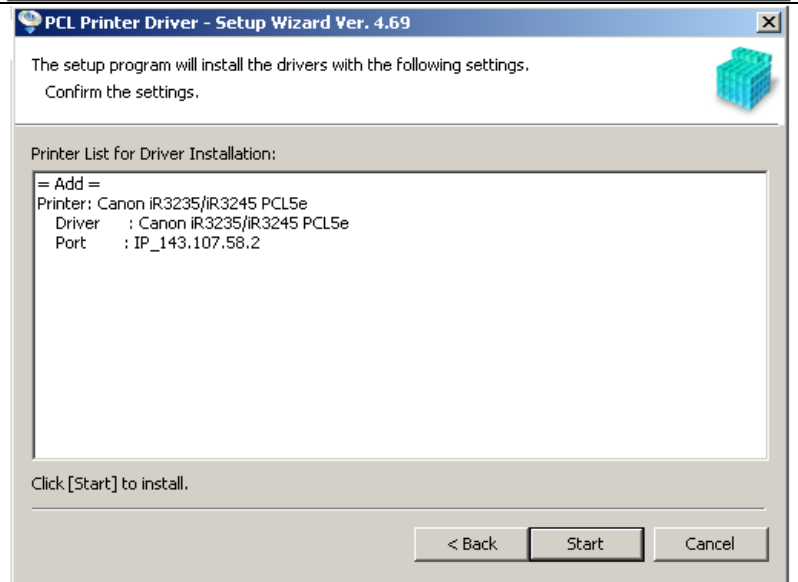 PCL Printer Driver - Setup Wizard Ver. 4.69
The setup program will install the drivers with the following settings.
Confirm the settings.
Printer List for Driver Installation:
= Add =
Printer: Canon iR3235/iR3245 PCL5e
Driver : Canon iR3235/iR3245 PCL5e
Port : IP_143.107.58.2
Click [Start] to install.
< Back Start Cancel